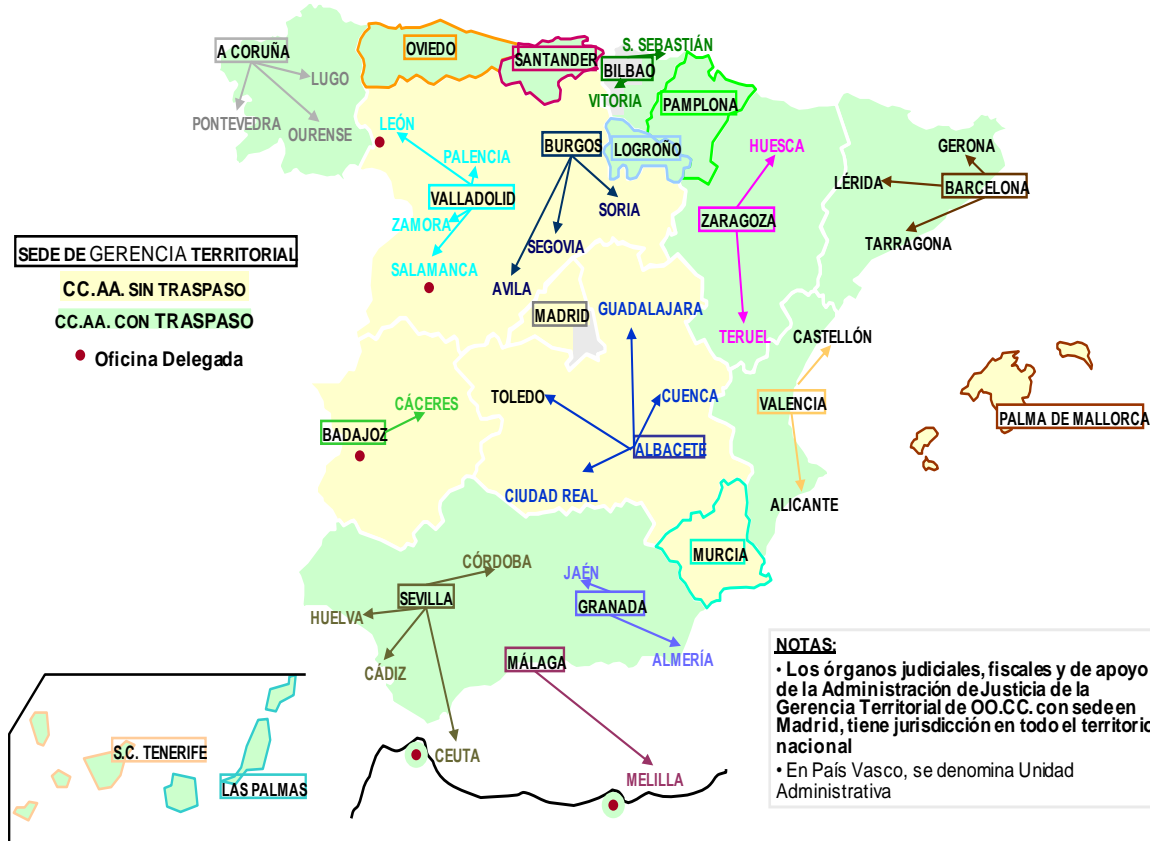 A CORUÑA
LUGO
PONTEVEDRA
OURENSE
OVIEDO
SANTANDER
S. SEBASTIÁN
BILBAO
VITORIA
PAMPLONA
LOGROÑO
LEÓN
PALENCIA
VALLADOLID
ZAMORA
SALAMANCA
BURGOS
SORIA
SEGOVIA
AVILA
HUESCA
ZARAGOZA
TERUEL
GERONA
LÉRIDA
BARCELONA
TARRAGONA
SEDE DE GERENCIA TERRITORIAL
CC.AA. SIN TRASPASO
CC.AA. CON TRASPASO
Oficina Delegada
MADRID
GUADALAJARA
TOLEDO
CUENCA
ALBACETE
CIUDAD REAL
CÁCERES
BADAJOZ
CASTELLÓN
VALENCIA
ALICANTE
PALMA DE MALLORCA
MURCIA
CÓRDOBA
SEVILLA
HUELVA
CÁDIZ
CEUTA
JAÉN
GRANADA
ALMERÍA
MÁLAGA
MELILLA
S.C. TENERIFE
LAS PALMAS
NOTAS:
• Los órganos judiciales, fiscales y de apoyo
de la Administración de Justicia de la
Gerencia Territorial de OO.CC. con sede en
Madrid, tiene jurisdicción en todo el territorio
nacional
• En País Vasco, se denomina Unidad
Administrativa